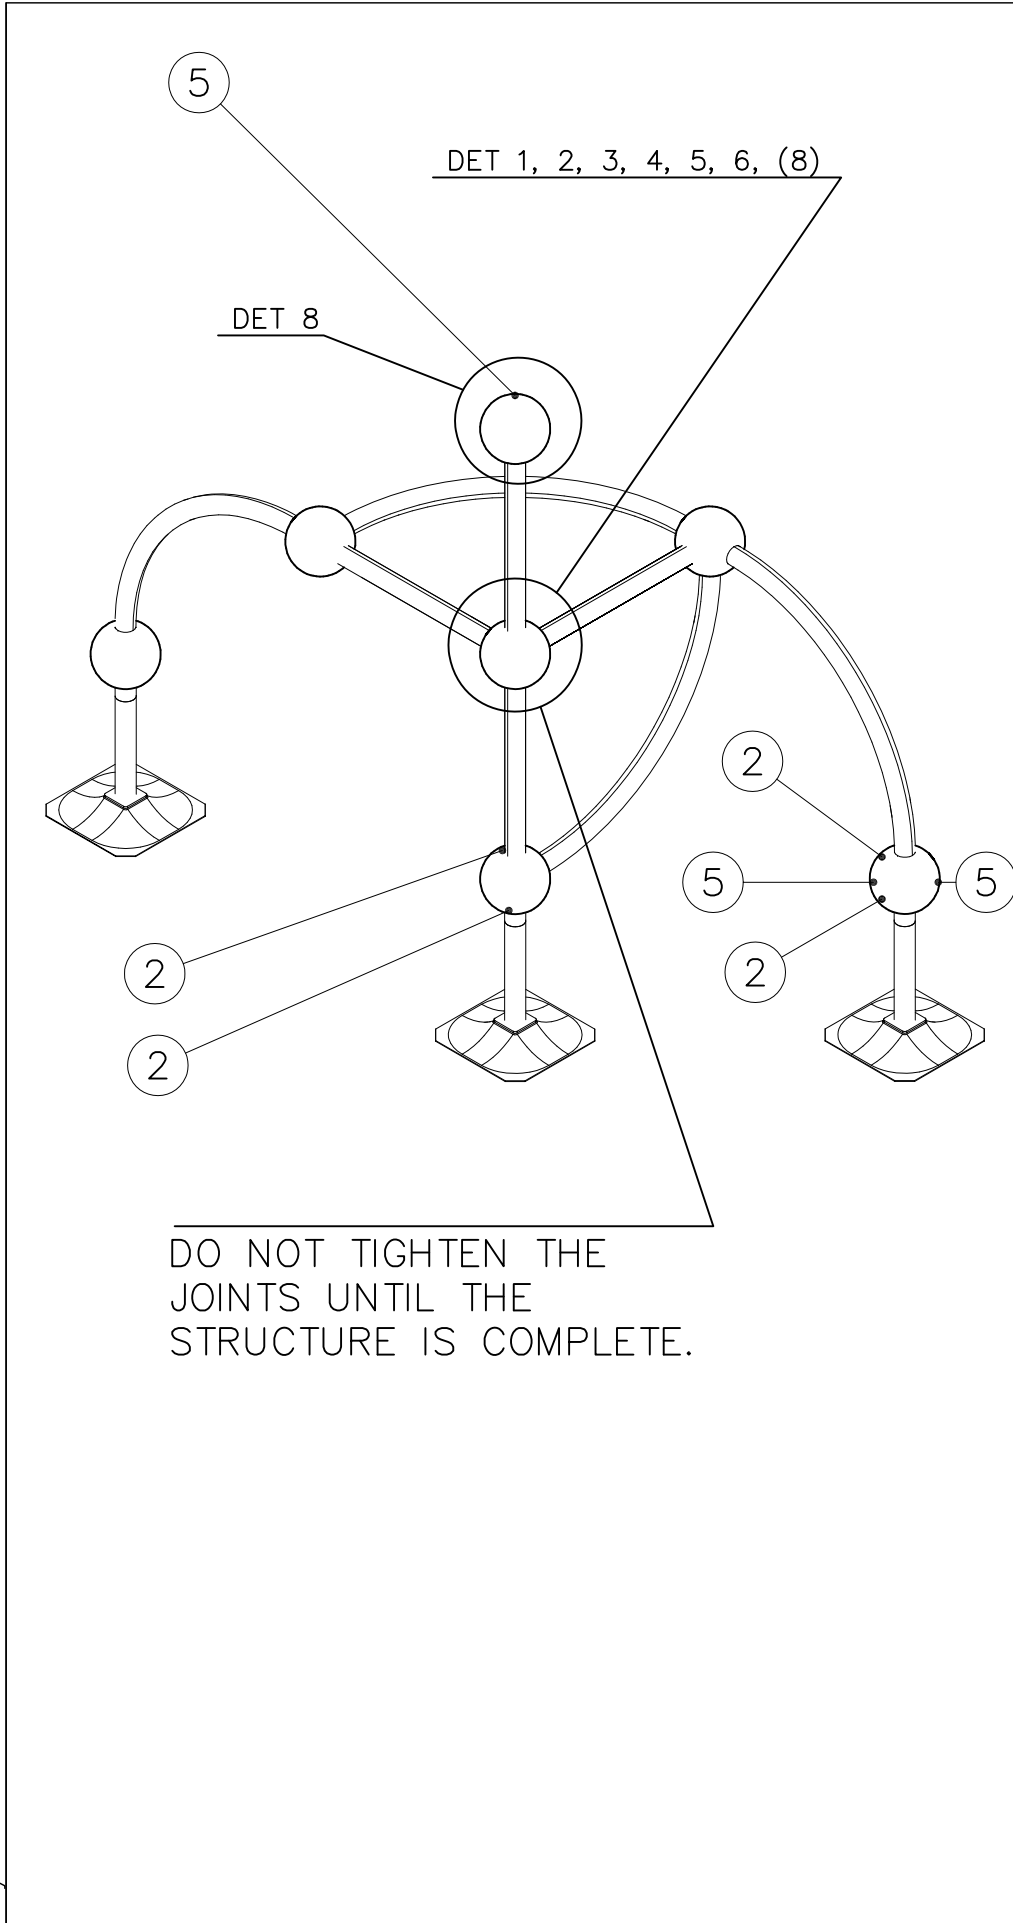 5
DET 1, 2, 3, 4, 5, 6, (8)
DET 8
2
5
5
2
2
2
DO NOT TIGHTEN THE
JOINTS UNTIL THE
STRUCTURE IS COMPLETE.